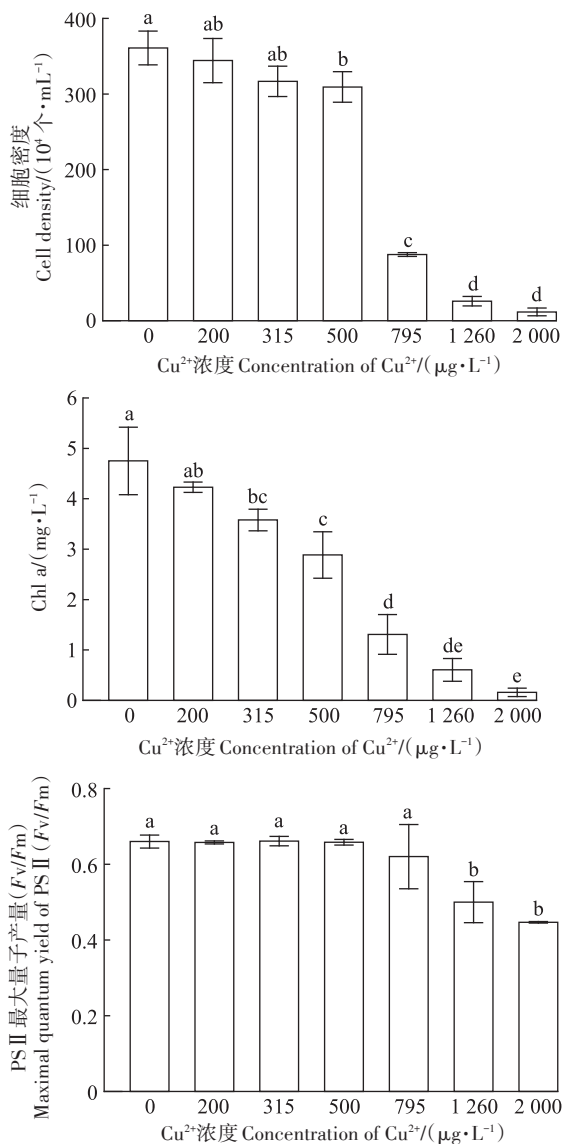 细胞密度
Cell density/(10⁴个·mL⁻¹)
400
300
200
100
0
a
ab
ab
b
c
d
d
0 200 315 500 795 1 260 2 000
Cu²⁺浓度 Concentration of Cu²⁺/(μg·L⁻¹)
Chl a/(mg·L⁻¹)
6
5
4
3
2
1
0
a
ab
bc
c
d
de
e
0 200 315 500 795 1 260 2 000
Cu²⁺浓度 Concentration of Cu²⁺/(μg·L⁻¹)
PSⅡ最大量子产量(Fv/Fm)
Maximal quantum yield of PSⅡ(Fv/Fm)
0.8
0.6
0.4
0.2
0
a
a
a
a
a
b
b
0 200 315 500 795 1 260 2 000
Cu²⁺浓度 Concentration of Cu²⁺/(μg·L⁻¹)